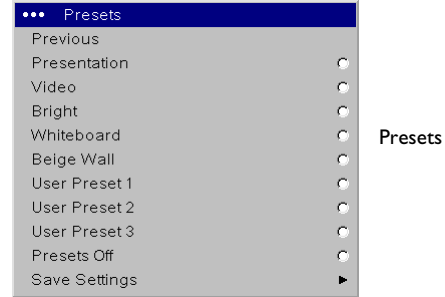 ••• Presets
Previous
Presentation
Video
Bright
Whiteboard
Beige Wall
User Preset 1
User Preset 2
User Preset 3
Presets Off
Save Settings
Presets